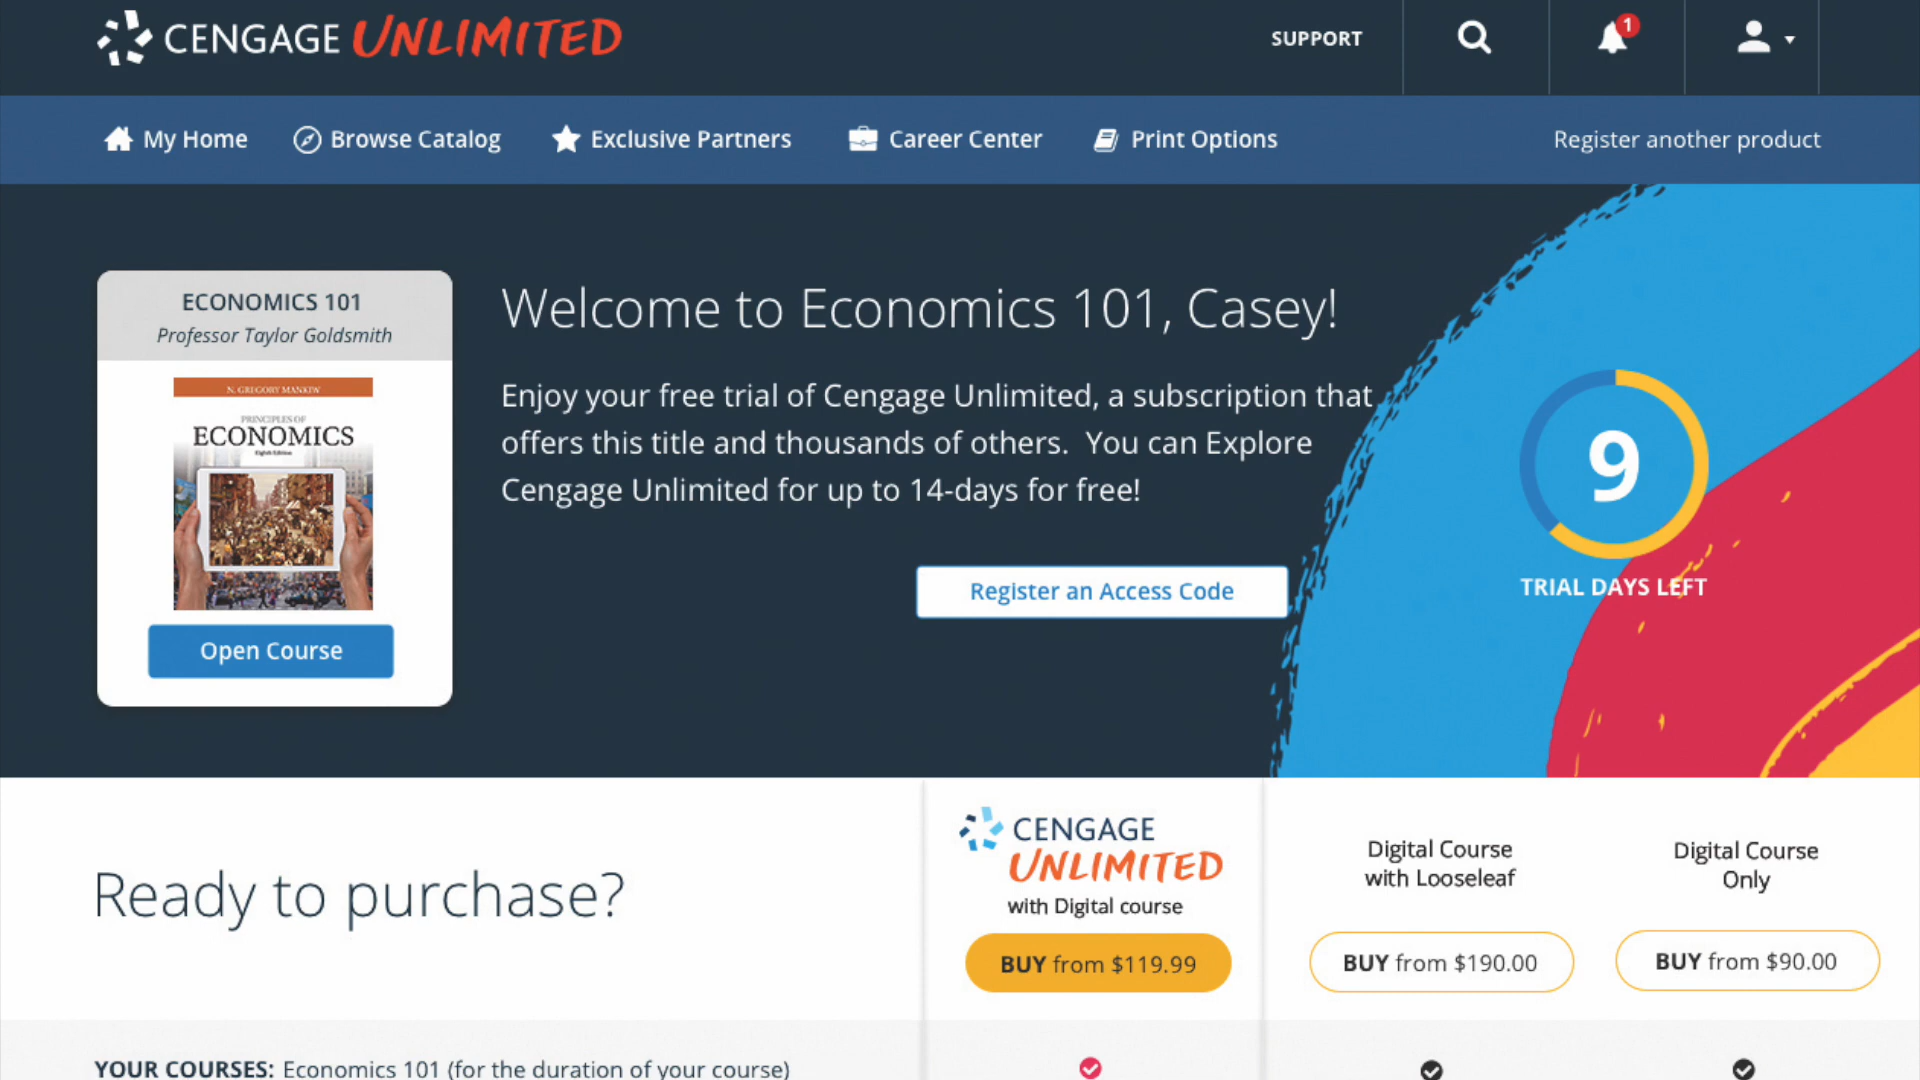 CENGAGE UNLIMITED
SUPPORT
1
My Home
Browse Catalog
Exclusive Partners
Career Center
Print Options
Register another product
ECONOMICS 101
Professor Taylor Goldsmith
N. GREGORY MANKIW
PRINCIPLES OF
ECONOMICS
Eighth Edition
Open Course
Welcome to Economics 101, Casey!
Enjoy your free trial of Cengage Unlimited, a subscription that
offers this title and thousands of others.  You can Explore
Cengage Unlimited for up to 14-days for free!
Register an Access Code
9
TRIAL DAYS LEFT
Ready to purchase?
CENGAGE
UNLIMITED
with Digital course
BUY from $119.99
Digital Course
with Looseleaf
BUY from $190.00
Digital Course
Only
BUY from $90.00
YOUR COURSES: Economics 101 (for the duration of your course)